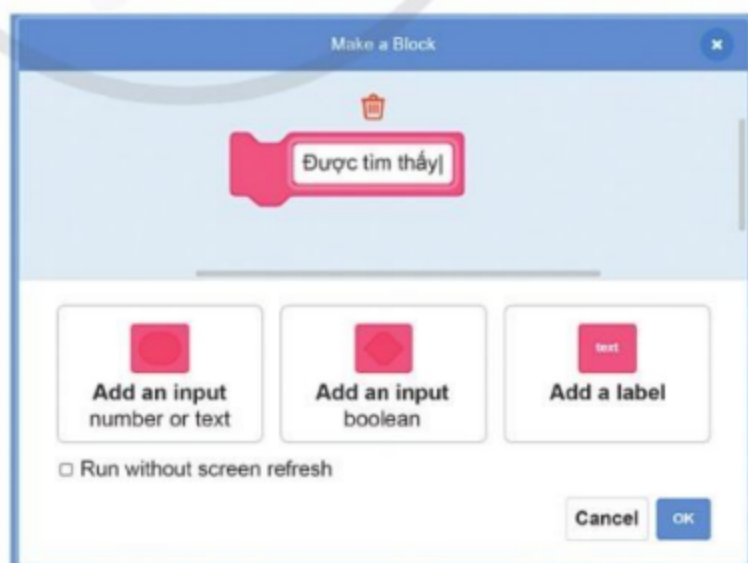 Make a Block
Được tìm thấy
text
Add an input
number or text
Add an input
boolean
Add a label
Run without screen refresh
Cancel OK